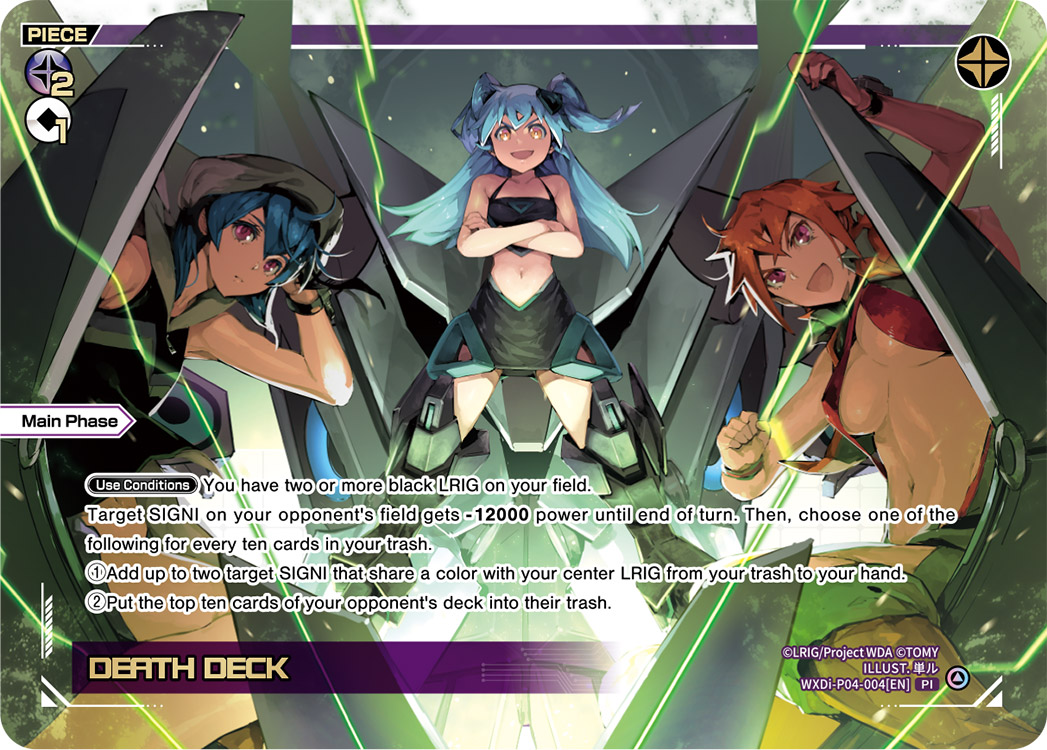 PIECE
2
1
Main Phase
Use Conditions You have two or more black LRIG on your field.
Target SIGNI on your opponent's field gets -12000 power until end of turn. Then, choose one of the
following for every ten cards in your trash.
①Add up to two target SIGNI that share a color with your center LRIG from your trash to your hand.
②Put the top ten cards of your opponent's deck into their trash.
DEATH DECK
©LRIG/Project WDA ©TOMY
ILLUST. 単ル
WXDi-P04-004[EN] PI